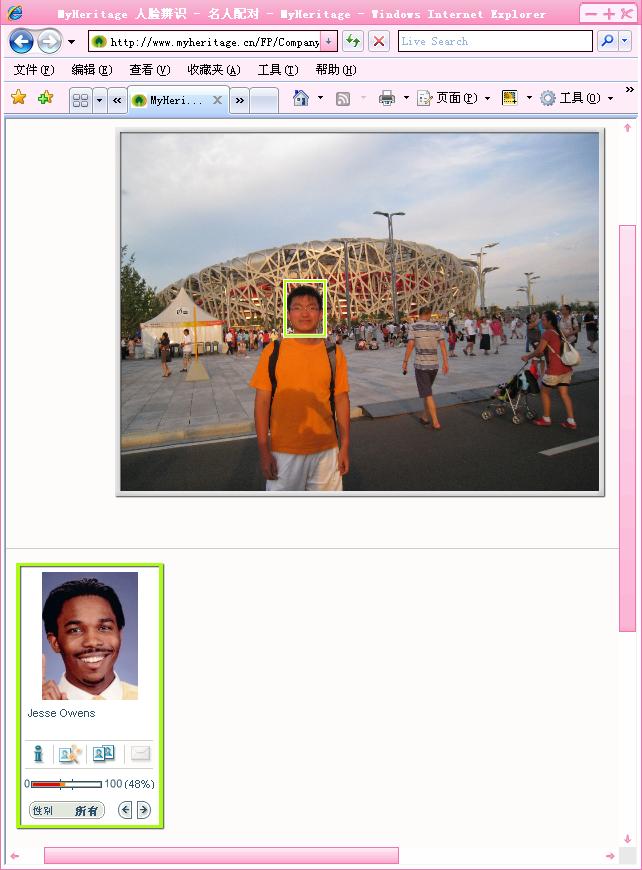 MyHeritage 人脸辨识 - 名人配对 - MyHeritage - Windows Internet Explorer
http://www.myheritage.cn/FP/Company
Live Search
文件(F) 编辑(E) 查看(V) 收藏夹(A) 工具(T) 帮助(H)
MyHeri... 页面(P) 工具(O)
Jesse Owens
0 100 (48%)
性别 所有